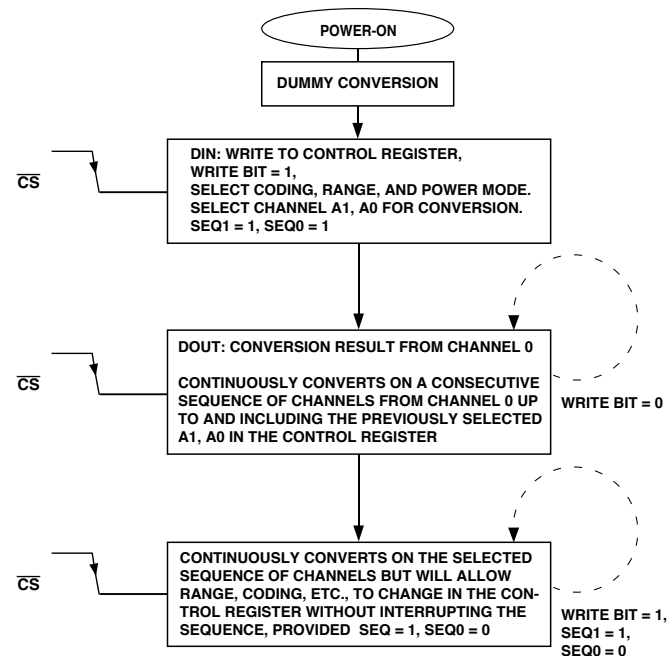 POWER-ON
DUMMY CONVERSION
CS
DIN: WRITE TO CONTROL REGISTER,
WRITE BIT = 1,
SELECT CODING, RANGE, AND POWER MODE.
SELECT CHANNEL A1, A0 FOR CONVERSION.
SEQ1 = 1, SEQ0 = 1
CS
DOUT: CONVERSION RESULT FROM CHANNEL 0
CONTINUOUSLY CONVERTS ON A CONSECUTIVE
SEQUENCE OF CHANNELS FROM CHANNEL 0 UP
TO AND INCLUDING THE PREVIOUSLY SELECTED
A1, A0 IN THE CONTROL REGISTER
WRITE BIT = 0
CS
CONTINUOUSLY CONVERTS ON THE SELECTED
SEQUENCE OF CHANNELS BUT WILL ALLOW
RANGE, CODING, ETC., TO CHANGE IN THE CON-
TROL REGISTER WITHOUT INTERRUPTING THE
SEQUENCE, PROVIDED SEQ = 1, SEQ0 = 0
WRITE BIT = 1,
SEQ1 = 1,
SEQ0 = 0